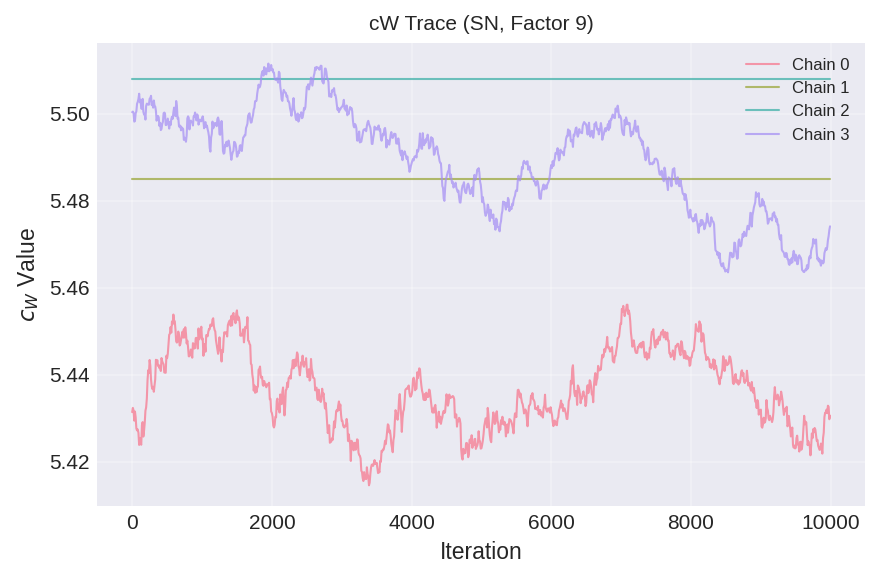 cW Trace (SN, Factor 9)
Chain 0
Chain 1
Chain 2
Chain 3
5.50
5.48
5.46
5.44
5.42
c_W Value
0 2000 4000 6000 8000 10000
Iteration